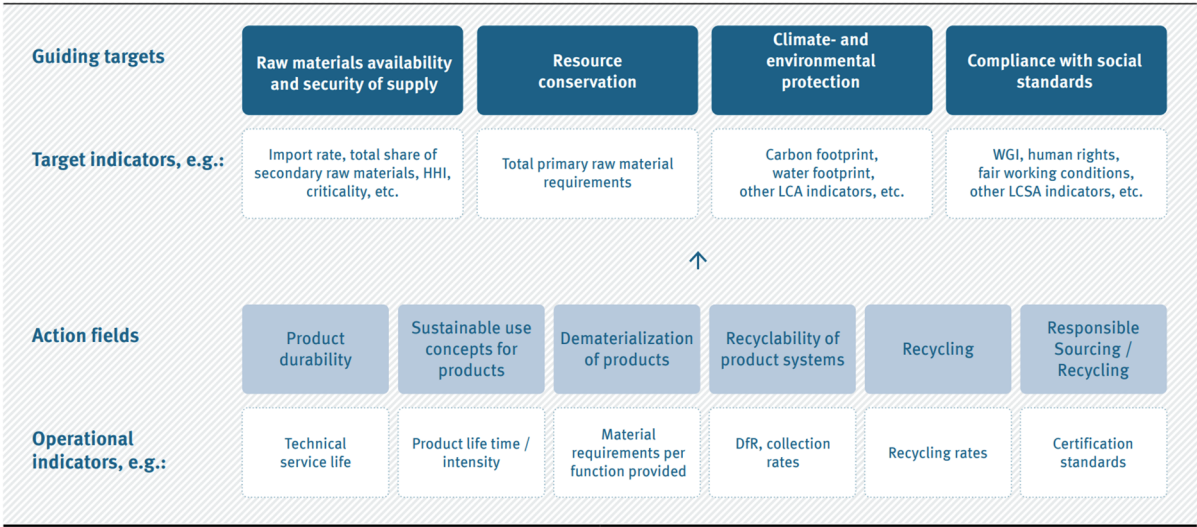 Guiding targets
Raw materials availability
and security of supply
Resource
conservation
Climate- and
environmental
protection
Compliance with social
standards
Target indicators, e.g.:
Import rate, total share of
secondary raw materials, HHI,
criticality, etc.
Total primary raw material
requirements
Carbon footprint,
water footprint,
other LCA indicators, etc.
WGI, human rights,
fair working conditions,
other LCSA indicators, etc.
Action fields
Product
durability
Sustainable use
concepts for
products
Dematerialization
of products
Recyclability of
product systems
Recycling
Responsible
Sourcing /
Recycling
Operational
indicators, e.g.:
Technical
service life
Product life time /
intensity
Material
requirements per
function provided
DfR, collection
rates
Recycling rates
Certification
standards